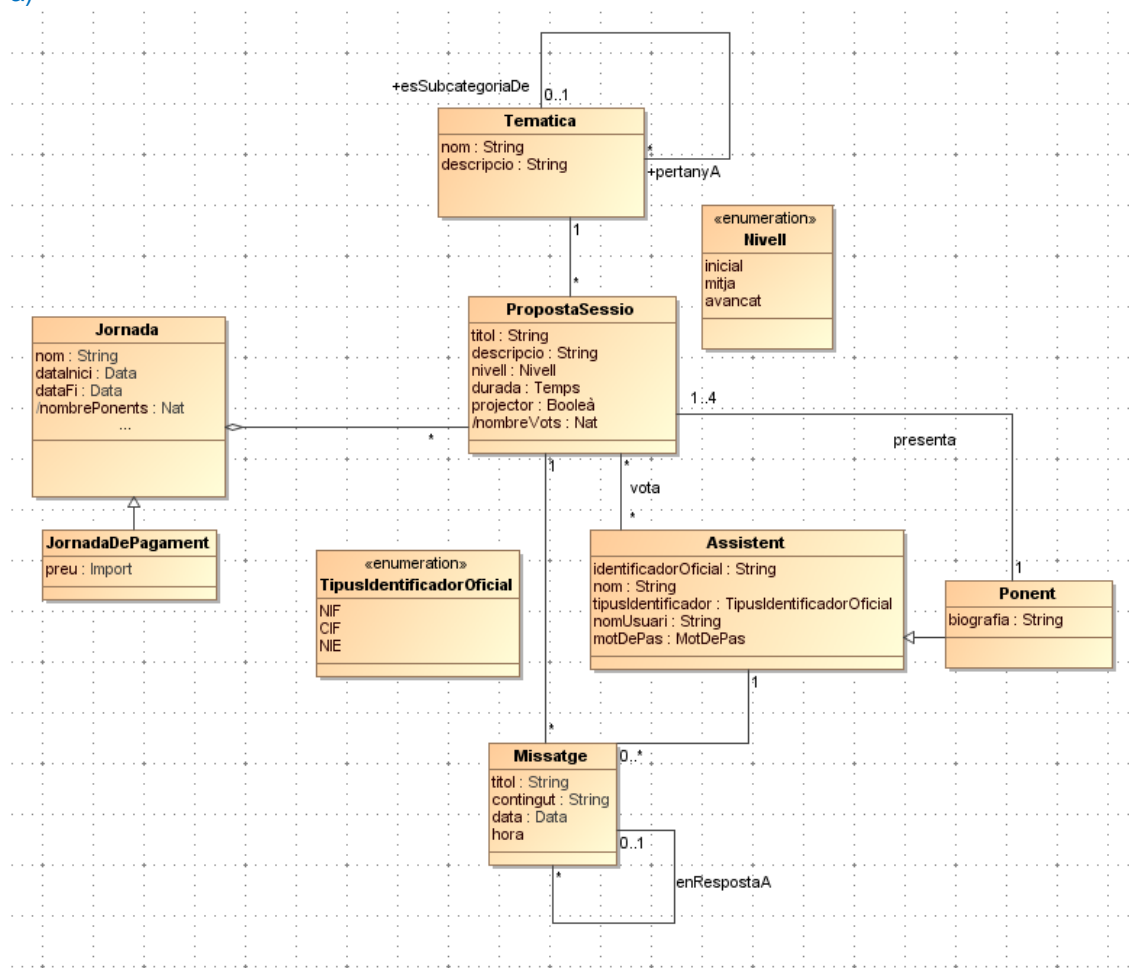 a)
+esSubcategoriaDe
0..1
Tematica
nom : String
descripcio : String
*
+pertanyA
1
*
«enumeration»
Nivell
inicial
mitja
avancat
PropostaSessio
titol : String
descripcio : String
nivell : Nivell
durada : Temps
projector : Booleà
/nombreVots : Nat
Jornada
nom : String
dataInici : Data
dataFi : Data
/nombrePonents : Nat
...
*
1..4
presenta
1
*
vota
*
JornadaDePagament
preu : Import
«enumeration»
TipusIdentificadorOficial
NIF
CIF
NIE
Assistent
identificadorOficial : String
nom : String
tipusIdentificador : TipusIdentificadorOficial
nomUsuari : String
motDePas : MotDePas
1
Ponent
biografia : String
1
*
0..*
Missatge
titol : String
contingut : String
data : Data
hora
0..1
*
enRespostaA